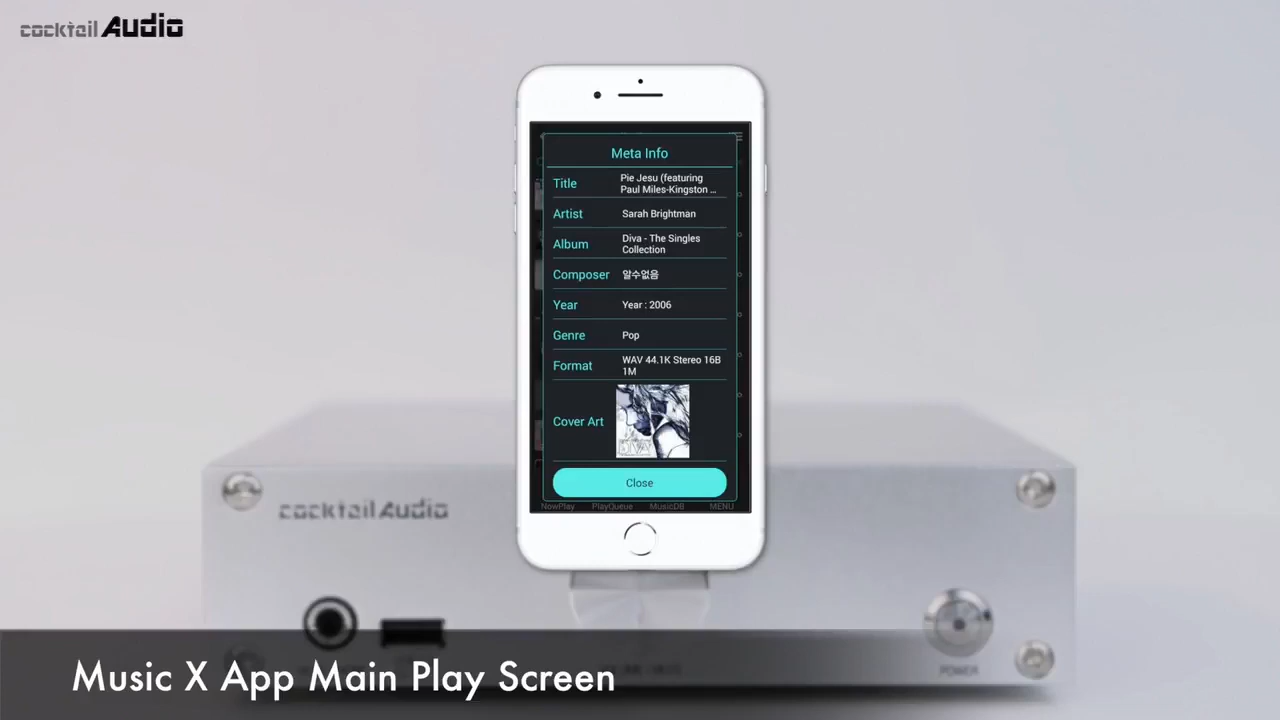 cocktail Audio
Meta Info
Title
Pie Jesu (featuring
Paul Miles-Kingston ...
Artist
Sarah Brightman
Album
Diva - The Singles
Collection
Composer
알수없음
Year
Year : 2006
Genre
Pop
Format
WAV 44.1K Stereo 16B
1M
Cover Art
DIVA
Close
NowPlay
PlayQueue
MusicDB
MENU
cocktail Audio
POWER
Music X App Main Play Screen